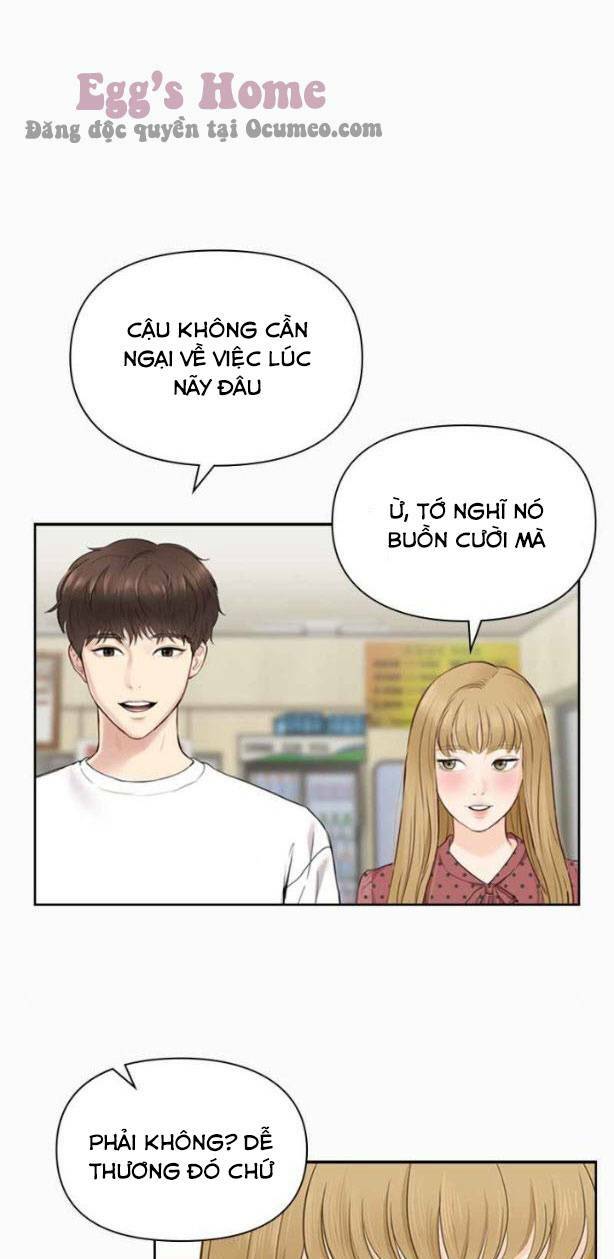 Egg's Home
Đăng độc quyền tại Ocumeo.com
CẬU KHÔNG CẦN
NGẠI VỀ VIỆC LÚC
NÃY ĐÂU
Ừ, TỚ NGHĨ NÓ
BUỒN CƯỜI MÀ
PHẢI KHÔNG? DỄ
THƯƠNG ĐÓ CHỨ